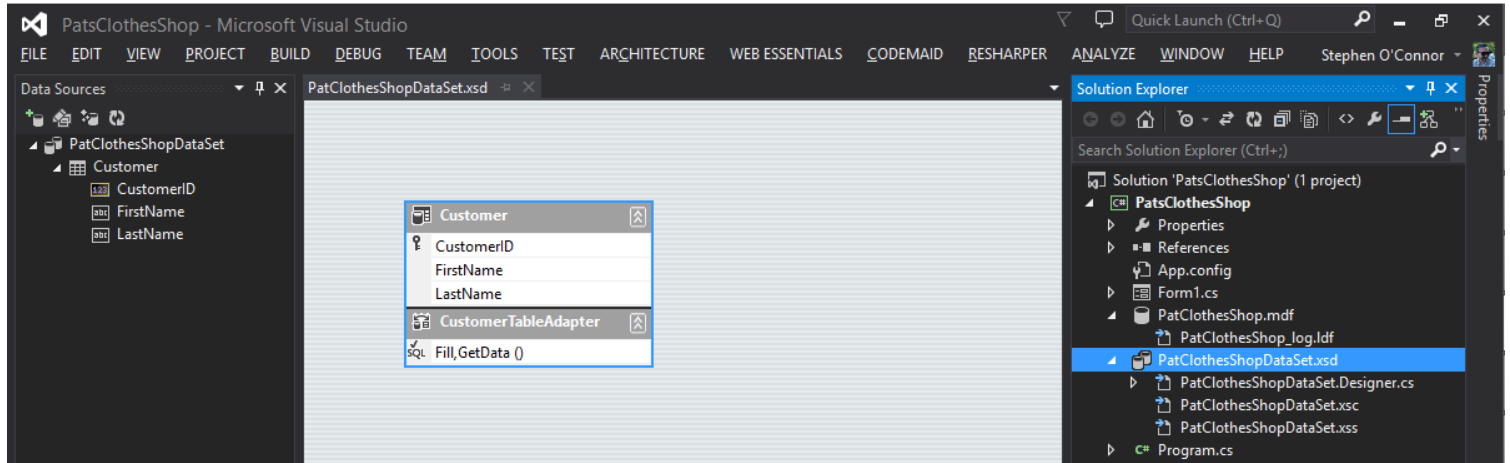 PatsClothesShop - Microsoft Visual Studio
Quick Launch (Ctrl+Q)
FILE EDIT VIEW PROJECT BUILD DEBUG TEAM TOOLS TEST ARCHITECTURE WEB ESSENTIALS CODEMAID RESHARPER ANALYZE WINDOW HELP Stephen O'Connor
Data Sources
PatClothesShopDataSet
Customer
123 CustomerID
abc FirstName
abc LastName
PatClothesShopDataSet.xsd
Customer
CustomerID
FirstName
LastName
CustomerTableAdapter
SQL Fill,GetData ()
Solution Explorer
Search Solution Explorer (Ctrl+;)
Solution 'PatsClothesShop' (1 project)
C# PatsClothesShop
Properties
References
App.config
Form1.cs
PatClothesShop.mdf
PatClothesShop_log.ldf
PatClothesShopDataSet.xsd
PatClothesShopDataSet.Designer.cs
PatClothesShopDataSet.xsc
PatClothesShopDataSet.xss
C# Program.cs
Properties